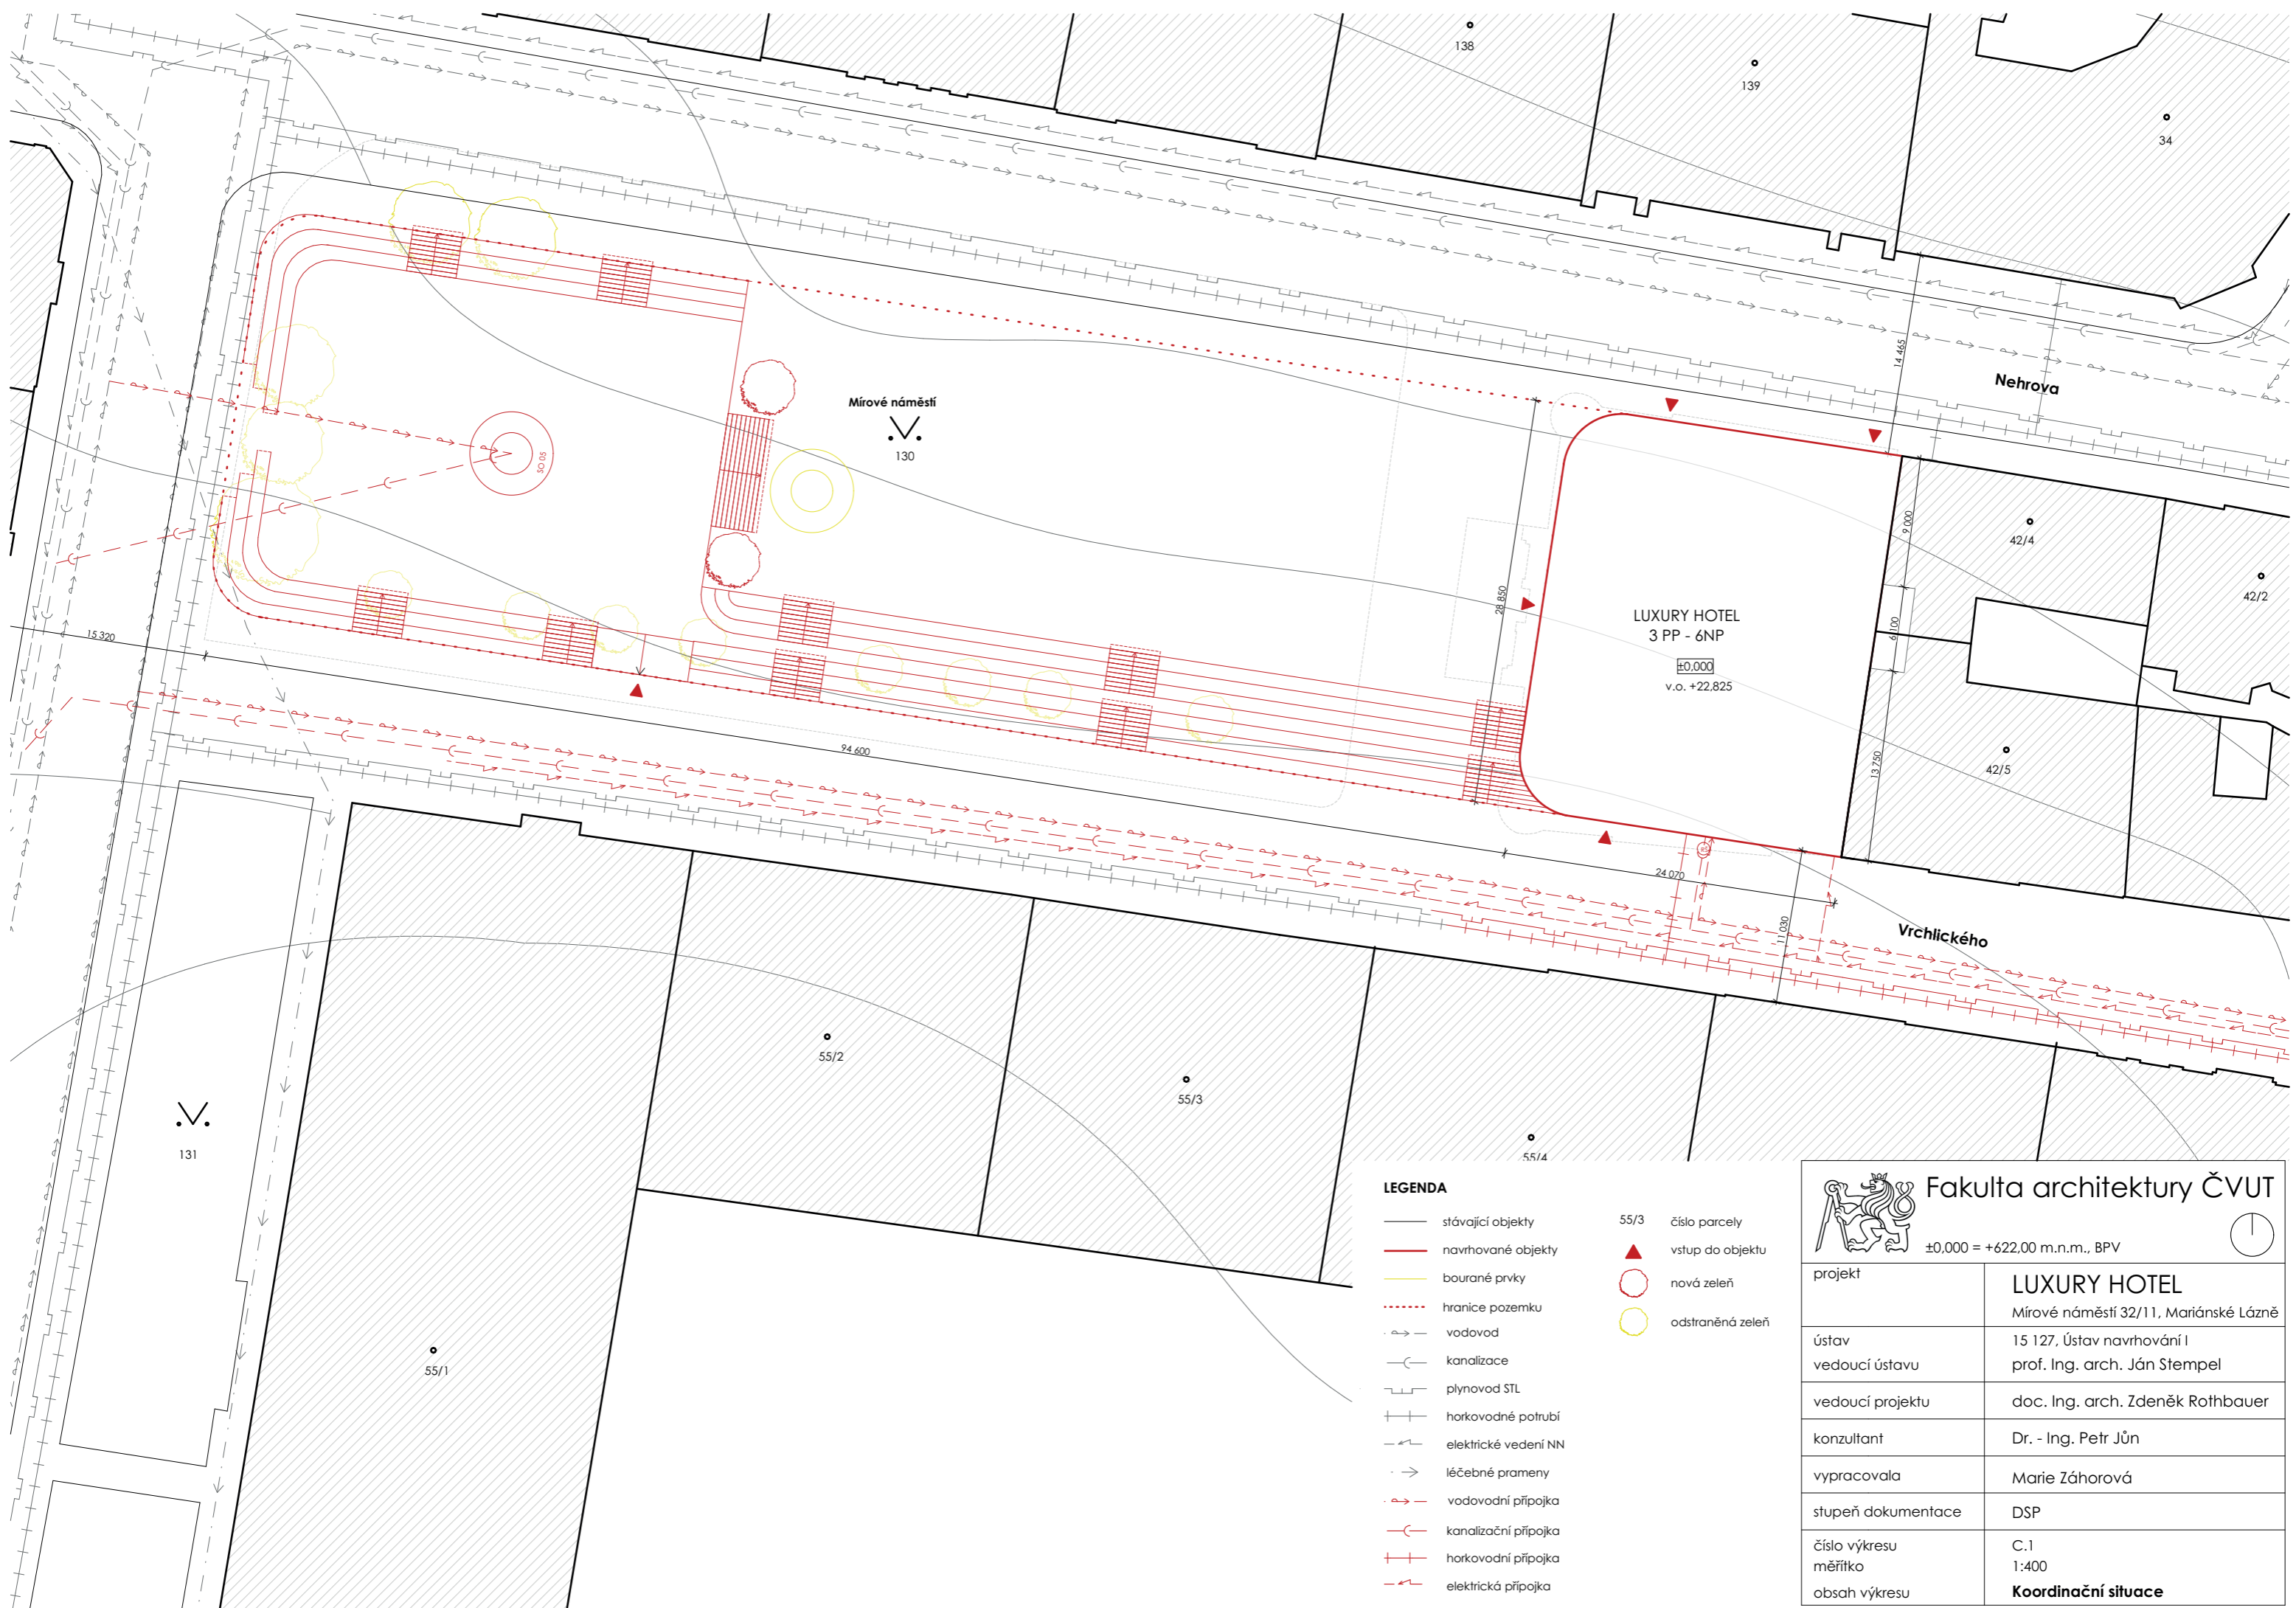 138
139
34
Mírové náměstí
130
SO 05
14 465
Nehrova
9 000
42/4
42/2
6 100
28 850
LUXURY HOTEL
3 PP - 6NP
±0,000
v.o. +22,825
15 320
94 600
13 750
42/5
24 070
11 030
Vrchlického
131
55/1
55/2
55/3
55/4
LEGENDA
stávající objekty
navrhované objekty
bourané prvky
hranice pozemku
vodovod
kanalizace
plynovod STL
horkovodné potrubí
elektrické vedení NN
léčebné prameny
vodovodní přípojka
kanalizační přípojka
horkovodní přípojka
elektrická přípojka
55/3 číslo parcely
vstup do objektu
nová zeleň
odstraněná zeleň
Fakulta architektury ČVUT
±0,000 = +622,00 m.n.m., BPV
projekt LUXURY HOTEL
Mírové náměstí 32/11, Mariánské Lázně
ústav 15 127, Ústav navrhování I
vedoucí ústavu prof. Ing. arch. Ján Stempel
vedoucí projektu doc. Ing. arch. Zdeněk Rothbauer
konzultant Dr. - Ing. Petr Jůn
vypracovala Marie Záhorová
stupeň dokumentace DSP
číslo výkresu C.1
měřítko 1:400
obsah výkresu Koordinační situace